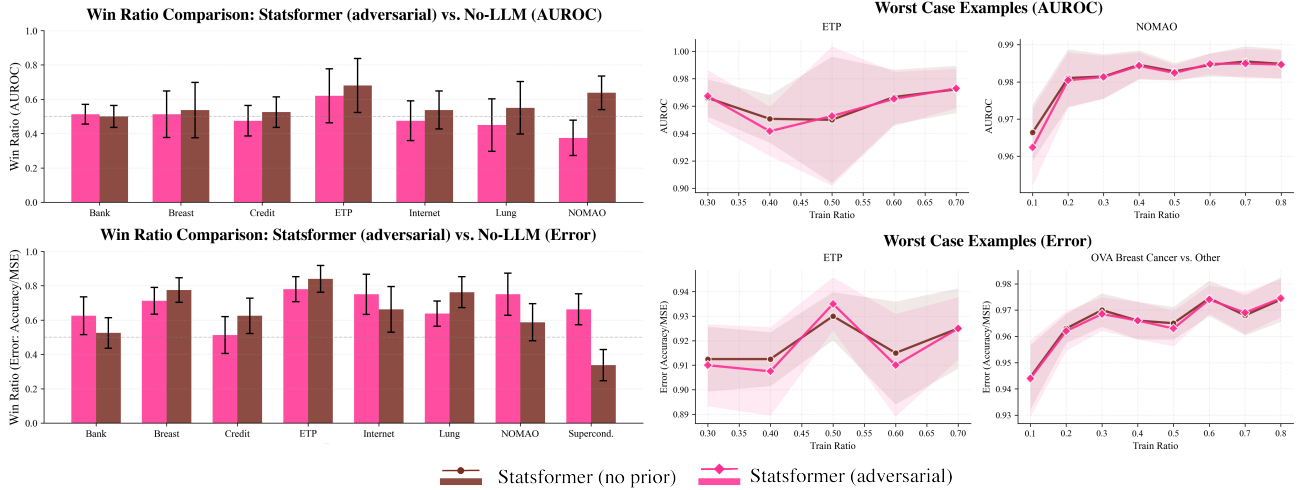 Win Ratio Comparison: Statsformer (adversarial) vs. No-LLM (AUROC)
Win Ratio (AUROC)
1.0
0.8
0.6
0.4
0.2
0.0
Bank Breast Credit ETP Internet Lung NOMAO
Win Ratio Comparison: Statsformer (adversarial) vs. No-LLM (Error)
Win Ratio (Error: Accuracy/MSE)
1.0
0.8
0.6
0.4
0.2
0.0
Bank Breast Credit ETP Internet Lung NOMAO Supercond.
Worst Case Examples (AUROC)
ETP
AUROC
1.00
0.98
0.96
0.94
0.92
0.90
0.30 0.35 0.40 0.45 0.50 0.55 0.60 0.65 0.70
Train Ratio
NOMAO
AUROC
0.99
0.98
0.97
0.96
0.1 0.2 0.3 0.4 0.5 0.6 0.7 0.8
Train Ratio
Worst Case Examples (Error)
ETP
Error (Accuracy/MSE)
0.94
0.93
0.92
0.91
0.90
0.89
0.30 0.35 0.40 0.45 0.50 0.55 0.60 0.65 0.70
Train Ratio
OVA Breast Cancer vs. Other
Error (Accuracy/MSE)
0.98
0.97
0.96
0.95
0.94
0.93
0.1 0.2 0.3 0.4 0.5 0.6 0.7 0.8
Train Ratio
Statsformer (no prior) Statsformer (adversarial)